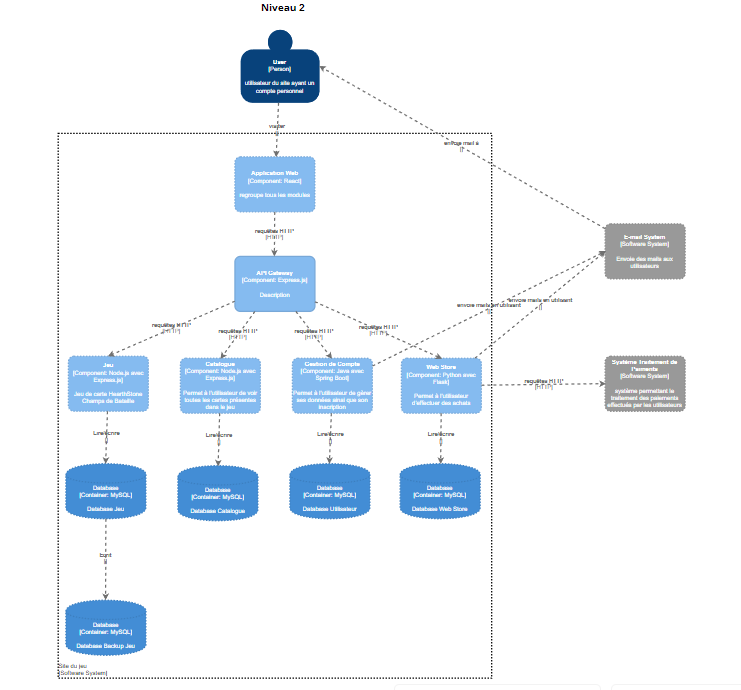 Niveau 2
User
[Person]
utilisateur du site ayant un
compte personnel
visiter
envoie mail à
[]
Application Web
[Component: React]
regroupe tous les modules
requêtes HTTP
[HTTP]
E-mail System
[Software System]
Envoie des mails aux
utilisateurs
API Gateway
[Component: Express.js]
Description
envoie mails en utilisant
[]
envoie mails en utilisant
[]
requêtes HTTP
[HTTP]
requêtes HTTP
[HTTP]
requêtes HTTP
[HTTP]
requêtes HTTP
[HTTP]
Jeu
[Component: Node.js avec
Express.js]
Jeu de carte HearthStone
Champs de Bataille
Catalogue
[Component: Node.js avec
Express.js]
Permet à l'utilisateur de voir
toutes les cartes présentes
dans le jeu
Gestion de Compte
[Component: Java avec
Spring Boot]
Permet à l'utilisateur de gérer
ses données ainsi que son
inscription
Web Store
[Component: Python avec
Flask]
Permet à l'utilisateur
d'effectuer des achats
requêtes HTTP
[HTTP]
Système Traitement de
Paiements
[Software System]
système permettant le
traitement des paiements
effectués par les utilisateurs
Lire/écrire
[]
Lire/écrire
[]
Lire/écrire
[]
Lire/écrire
[]
Database
[Container: MySQL]
Database Jeu
Database
[Container: MySQL]
Database Catalogue
Database
[Container: MySQL]
Database Utilisateur
Database
[Container: MySQL]
Database Web Store
Ecrit
[]
Database
[Container: MySQL]
Database Backup Jeu
Site du jeu
[Software System]